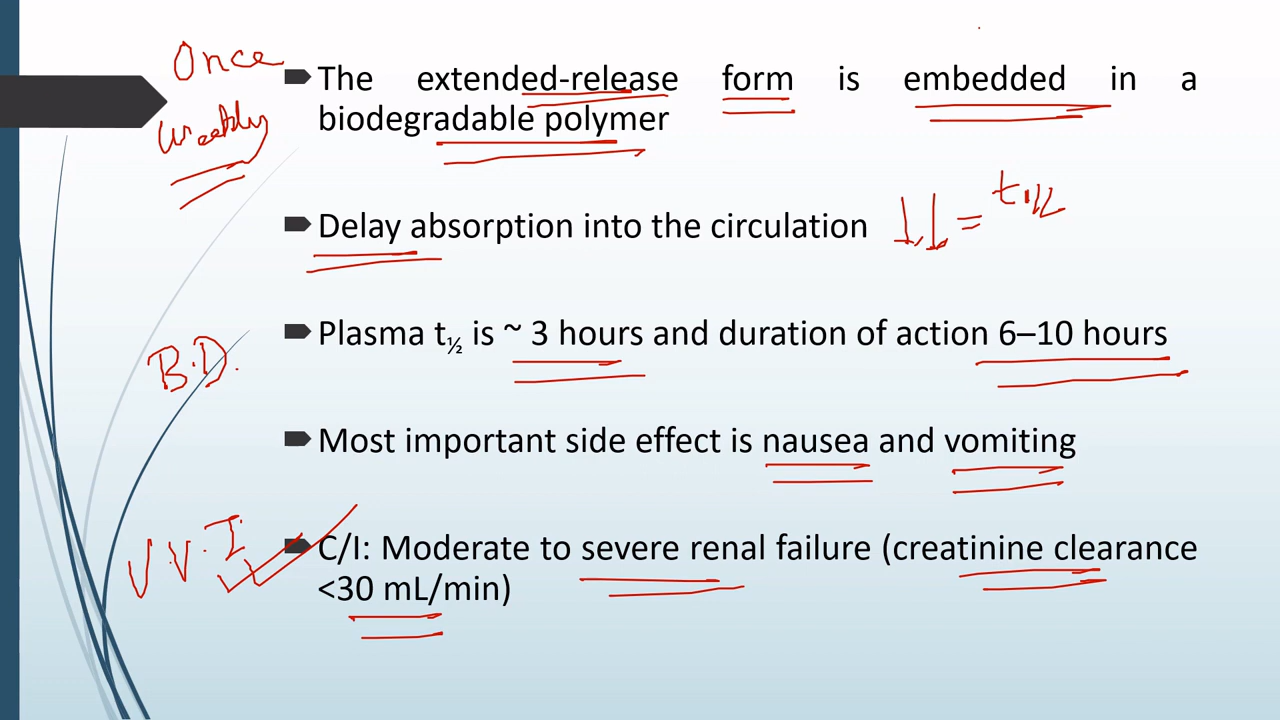 Once
weekly
The extended-release form is embedded in a
biodegradable polymer
Delay absorption into the circulation ↓↓ = t1/2
Plasma t½ is ~ 3 hours and duration of action 6–10 hours
B.D.
Most important side effect is nausea and vomiting
V.V.I
C/I: Moderate to severe renal failure (creatinine clearance
<30 mL/min)